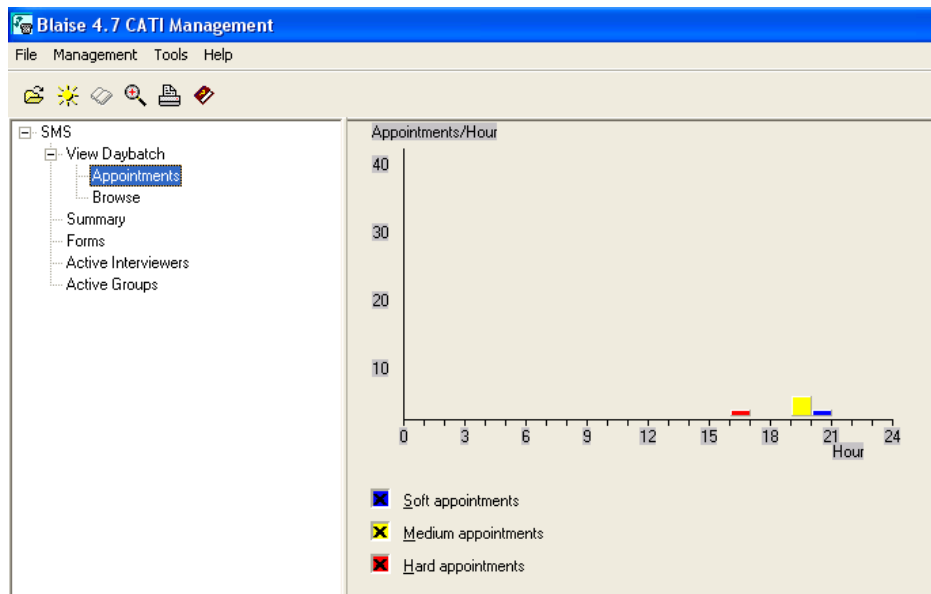 Blaise 4.7 CATI Management
File Management Tools Help
SMS
View Daybatch
Appointments
Browse
Summary
Forms
Active Interviewers
Active Groups
Appointments/Hour
40
30
20
10
0 3 6 9 12 15 18 21 24
Hour
Soft appointments
Medium appointments
Hard appointments